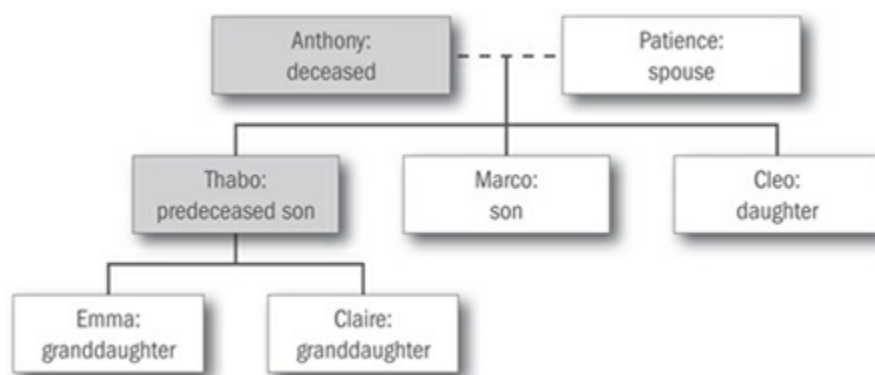 Anthony:
deceased
Patience:
spouse
Thabo:
predeceased son
Marco:
son
Cleo:
daughter
Emma:
granddaughter
Claire:
granddaughter